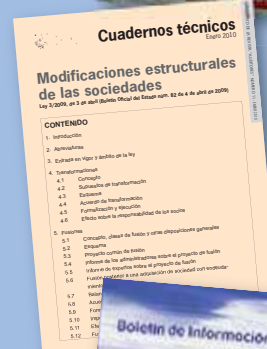 Cuadernos técnicos
Enero 2010
Modificaciones estructurales
de las sociedades
Ley 3/2009, de 3 de abril (Boletín Oficial del Estado núm. 82 de 4 de abril de 2009)
CONTENIDO
1. Introducción
2. Abreviaturas
3. Entrada en vigor y ámbito de la ley
4. Transformaciones
4.1 Concepto
4.2 Supuestos de transformación
4.3 Esquema
4.4 Acuerdo de transformación
4.5 Formalización y ejecución
4.6 Efecto sobre la responsabilidad de los socios
5. Fusiones
5.1 Concepto, clases de fusión y otras disposiciones generales
5.2 Esquema
5.3 Proyecto común de fusión
5.4 Informe de los administradores sobre el proyecto de fusión
5.5 Informe de expertos sobre el proyecto de fusión
5.6 Fusión posterior a una adquisición de sociedad con endeuda-
5.7
5.8
5.9
5.10
5.11
5.12
Boletín de Informació